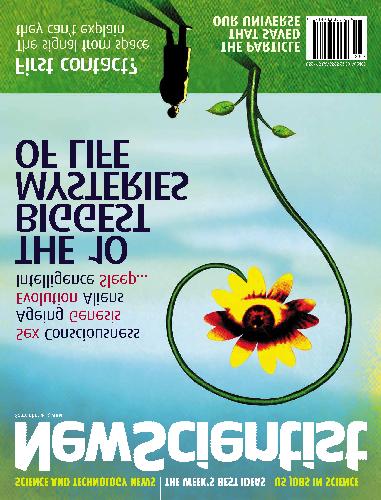 SCIENCE AND TECHNOLOGY NEWS | THE WEEK'S BEST IDEAS US JOBS IN SCIENCE
NewScientist
Sex Consciousness
Ageing Genesis
Evolution Aliens
Intelligence Sleep...
THE 10
BIGGEST
MYSTERIES
OF LIFE
First contact?
The signal from space
they can't explain
THE PARTICLE
THAT SAVED
OUR UNIVERSE